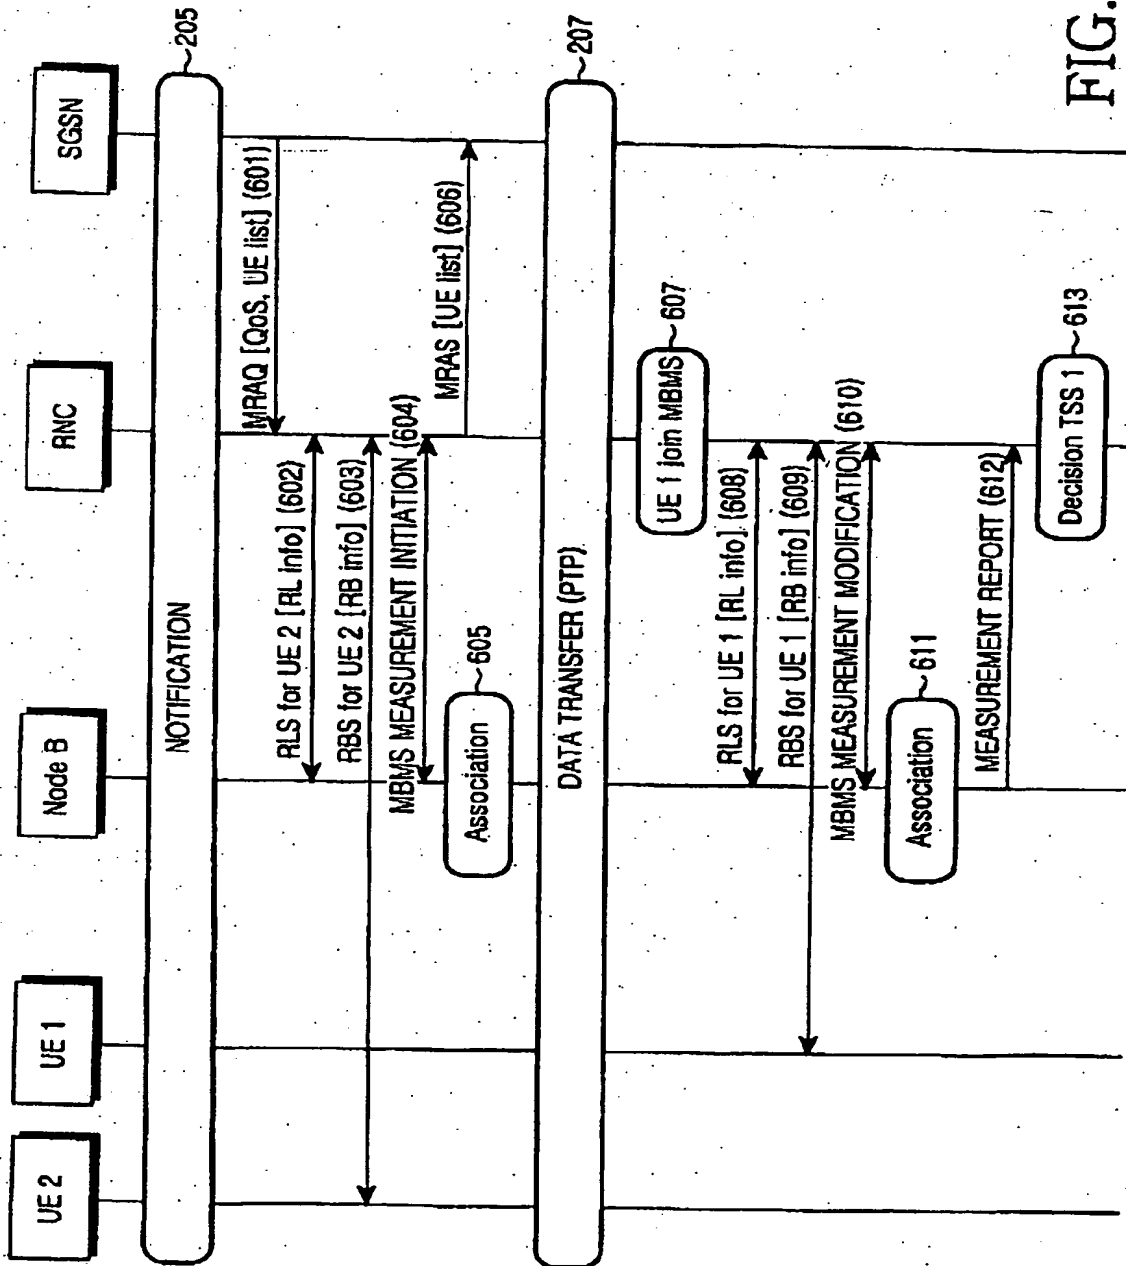 UE 2
UE 1
Node B
RNC
SGSN
NOTIFICATION
205
MRAQ [QoS, UE list] (601)
RLS for UE 2 [RL info] (602)
RBS for UE 2 [RB info] (603)
MBMS MEASUREMENT INITIATION (604)
Association
605
MRAS [UE list] (606)
DATA TRANSFER (PTP)
207
UE 1 join MBMS
607
RLS for UE 1 [RL info] (608)
RBS for UE 1 [RB info] (609)
MBMS MEASUREMENT MODIFICATION (610)
Association
611
MEASUREMENT REPORT (612)
Decision TSS 1
613
FIG.